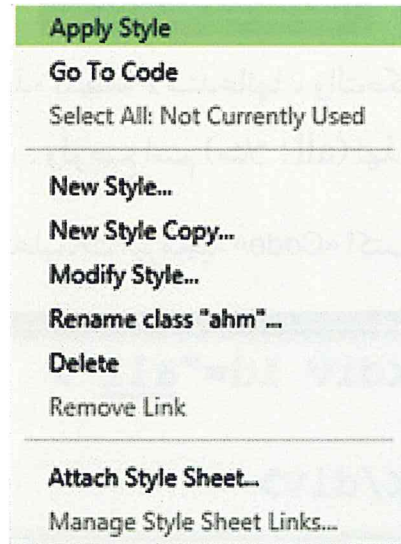 Apply Style
Go To Code
Select All: Not Currently Used
New Style...
New Style Copy...
Modify Style...
Rename class "ahm"...
Delete
Remove Link
Attach Style Sheet...
Manage Style Sheet Links...